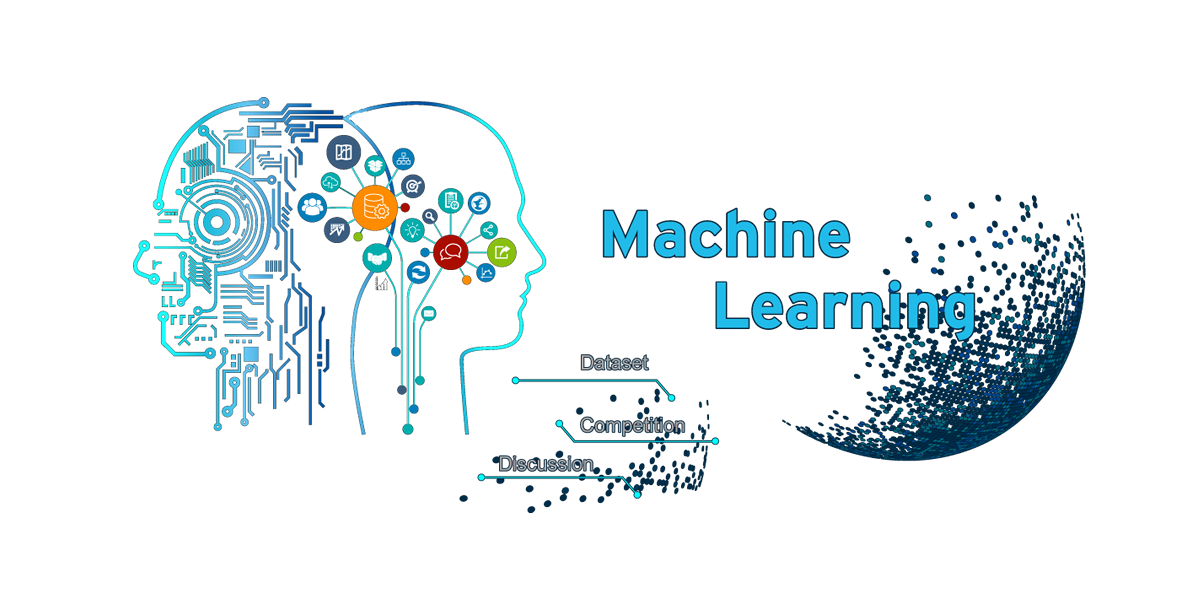 Machine
Learning
Dataset
Competition
Discussion